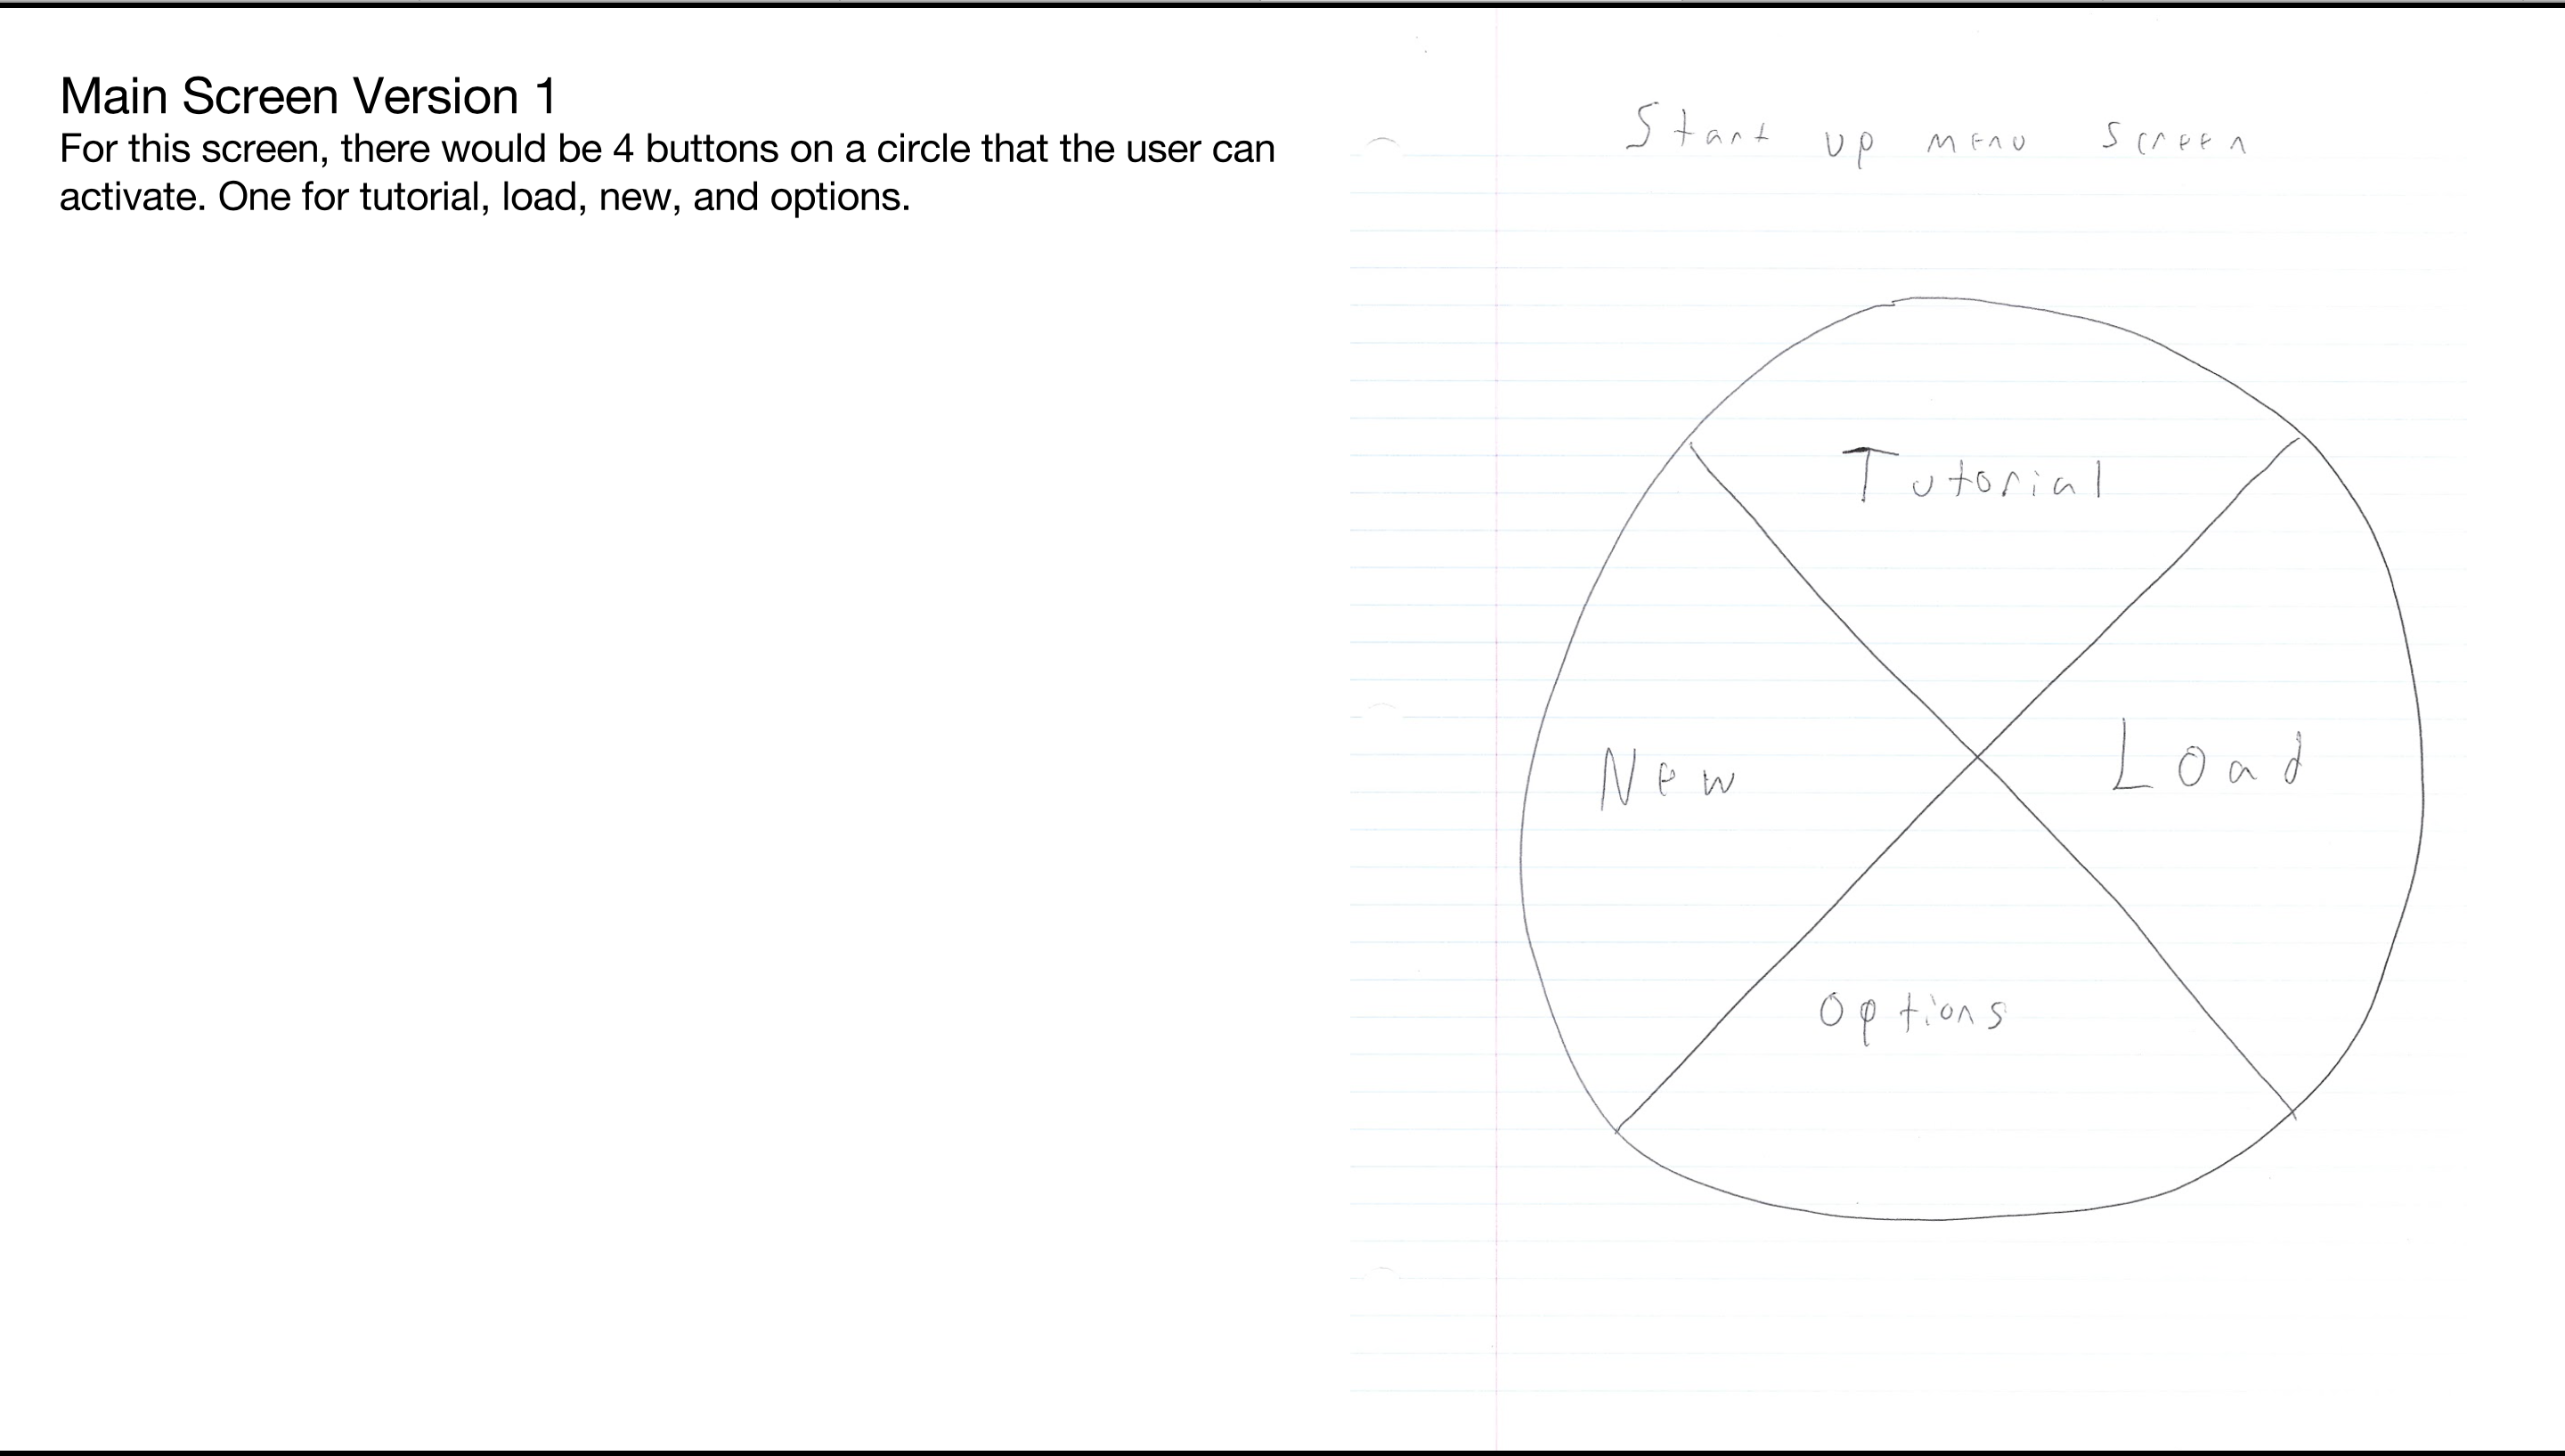 Main Screen Version 1
For this screen, there would be 4 buttons on a circle that the user can
activate. One for tutorial, load, new, and options.
Start up menu screen
Tutorial
New
Load
Options